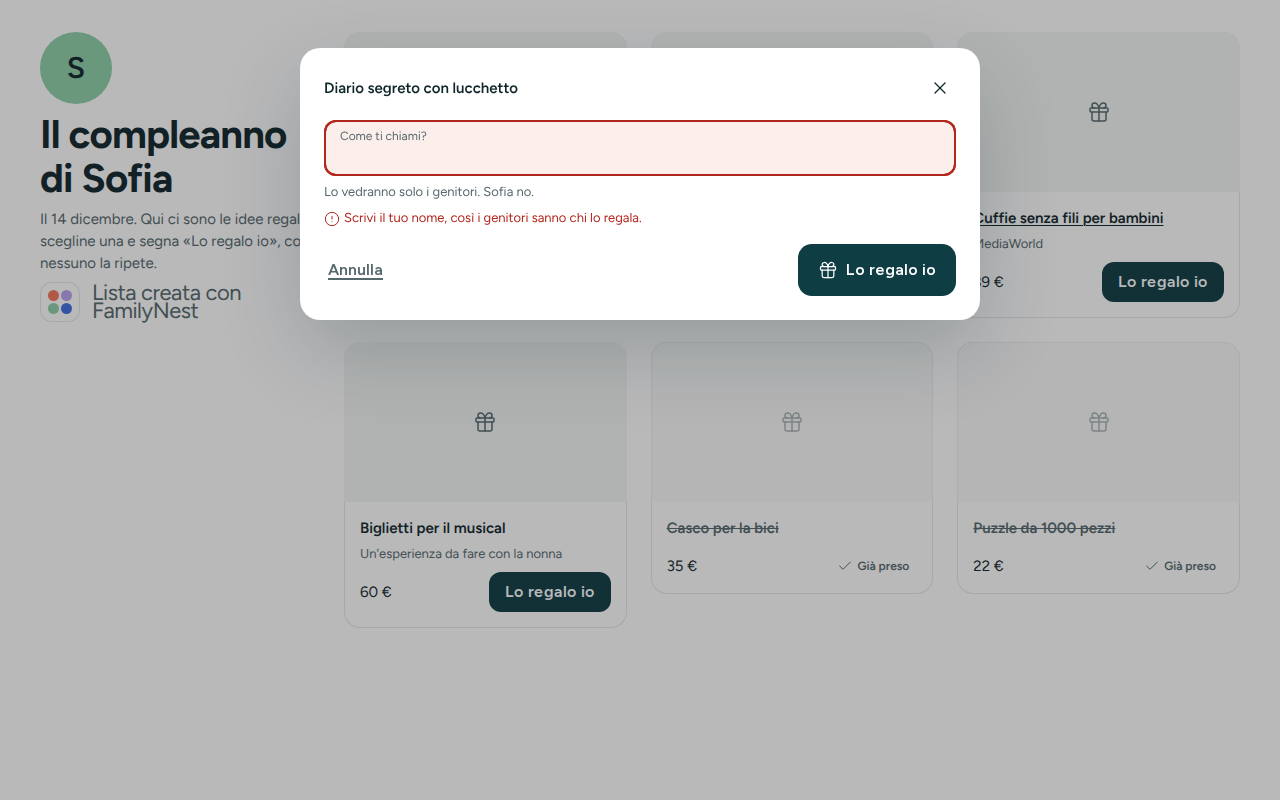 S
Il compleanno
di Sofia
Il 14 dicembre. Qui ci sono le idee regal
scegline una e segna «Lo regalo io», co
nessuno la ripete.
Lista creata con
FamilyNest
Diario segreto con lucchetto
Come ti chiami?
Lo vedranno solo i genitori. Sofia no.
Scrivi il tuo nome, così i genitori sanno chi lo regala.
Annulla
Lo regalo io
Cuffie senza fili per bambini
MediaWorld
39 €
Lo regalo io
Biglietti per il musical
Un'esperienza da fare con la nonna
60 €
Lo regalo io
Casco per la bici
35 €
Già preso
Puzzle da 1000 pezzi
22 €
Già preso